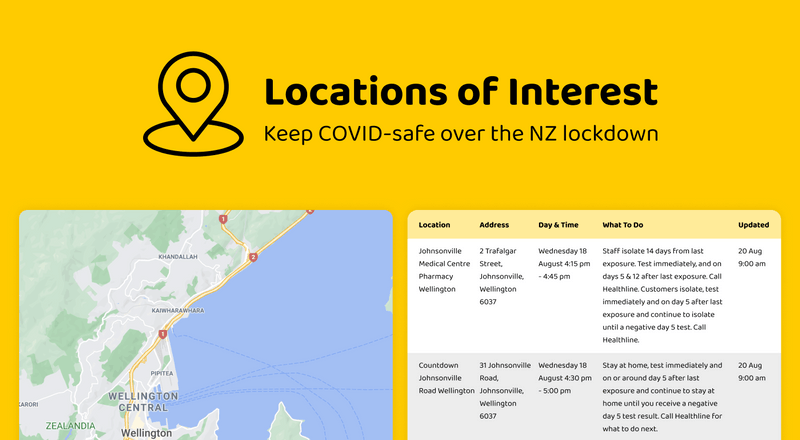 Locations of Interest
Keep COVID-safe over the NZ lockdown
1
2
KHANDALLAH
KAIWHARAWHARA
1
PIPITEA
WELLINGTON
CENTRAL
KARORI
ZEALANDIA
Wellington
Location Address Day & Time What To Do Updated
Johnsonville 2 Trafalgar Wednesday 18 Staff isolate 14 days from last 20 Aug
Medical Centre Street, August 4:15 pm exposure. Test immediately, and on 9:00 am
Pharmacy Johnsonville, - 4:45 pm days 5 & 12 after last exposure. Call
Wellington Wellington Healthline. Customers isolate, test
6037 immediately and on day 5 after last
exposure and continue to isolate
until a negative day 5 test. Call
Healthline.
Countdown 31 Johnsonville Wednesday 18 Stay at home, test immediately and 20 Aug
Johnsonville Road, August 4:30 pm on or around day 5 after last 9:00 am
Road Wellington Johnsonville, - 5:00 pm exposure and continue to stay at
Wellington home until you receive a negative
6037 day 5 test result. Call Healthline for
what to do next.